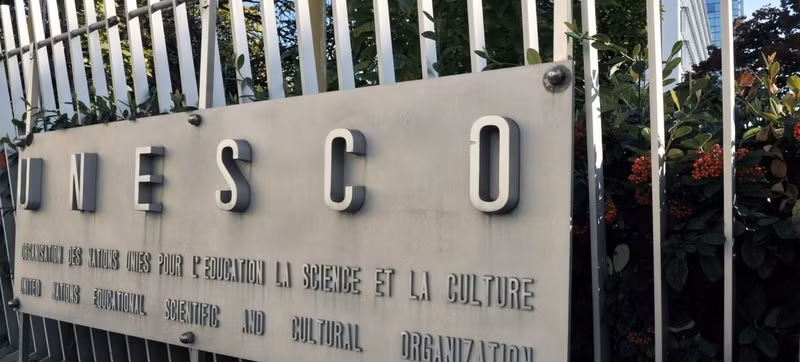 UNESCO
ORGANISATION DES NATIONS UNIES POUR L'EDUCATION LA SCIENCE ET LA CULTURE
UNITED NATIONS EDUCATIONAL SCIENTIFIC AND CULTURAL ORGANIZATION